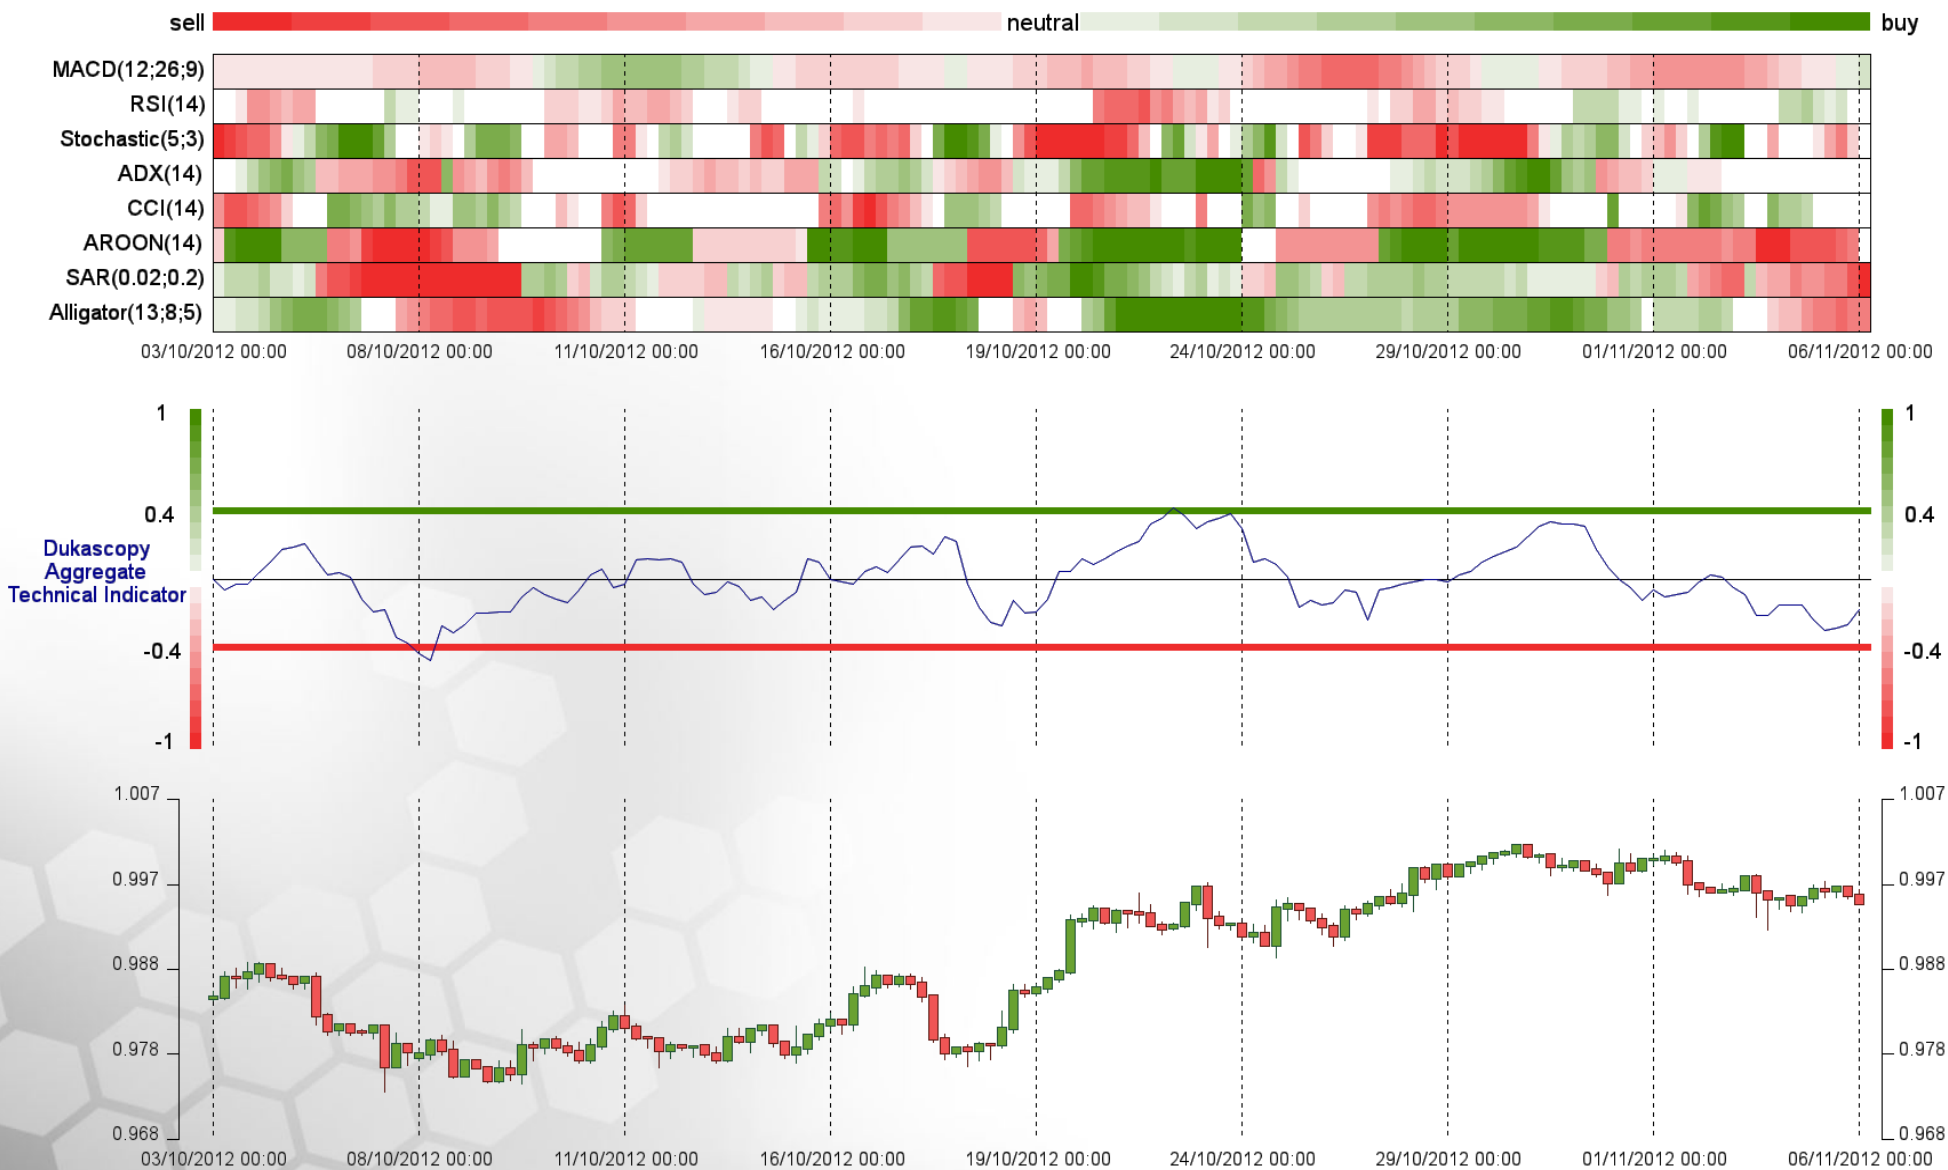 sell neutral buy
MACD(12;26;9)
RSI(14)
Stochastic(5;3)
ADX(14)
CCI(14)
AROON(14)
SAR(0.02;0.2)
Alligator(13;8;5)
03/10/2012 00:00 08/10/2012 00:00 11/10/2012 00:00 16/10/2012 00:00 19/10/2012 00:00 24/10/2012 00:00 29/10/2012 00:00 01/11/2012 00:00 06/11/2012 00:00
1 1
0.4 0.4
Dukascopy
Aggregate
Technical Indicator
-0.4 -0.4
-1 -1
1.007 1.007
0.997 0.997
0.988 0.988
0.978 0.978
0.968 0.968
03/10/2012 00:00 08/10/2012 00:00 11/10/2012 00:00 16/10/2012 00:00 19/10/2012 00:00 24/10/2012 00:00 29/10/2012 00:00 01/11/2012 00:00 06/11/2012 00:00